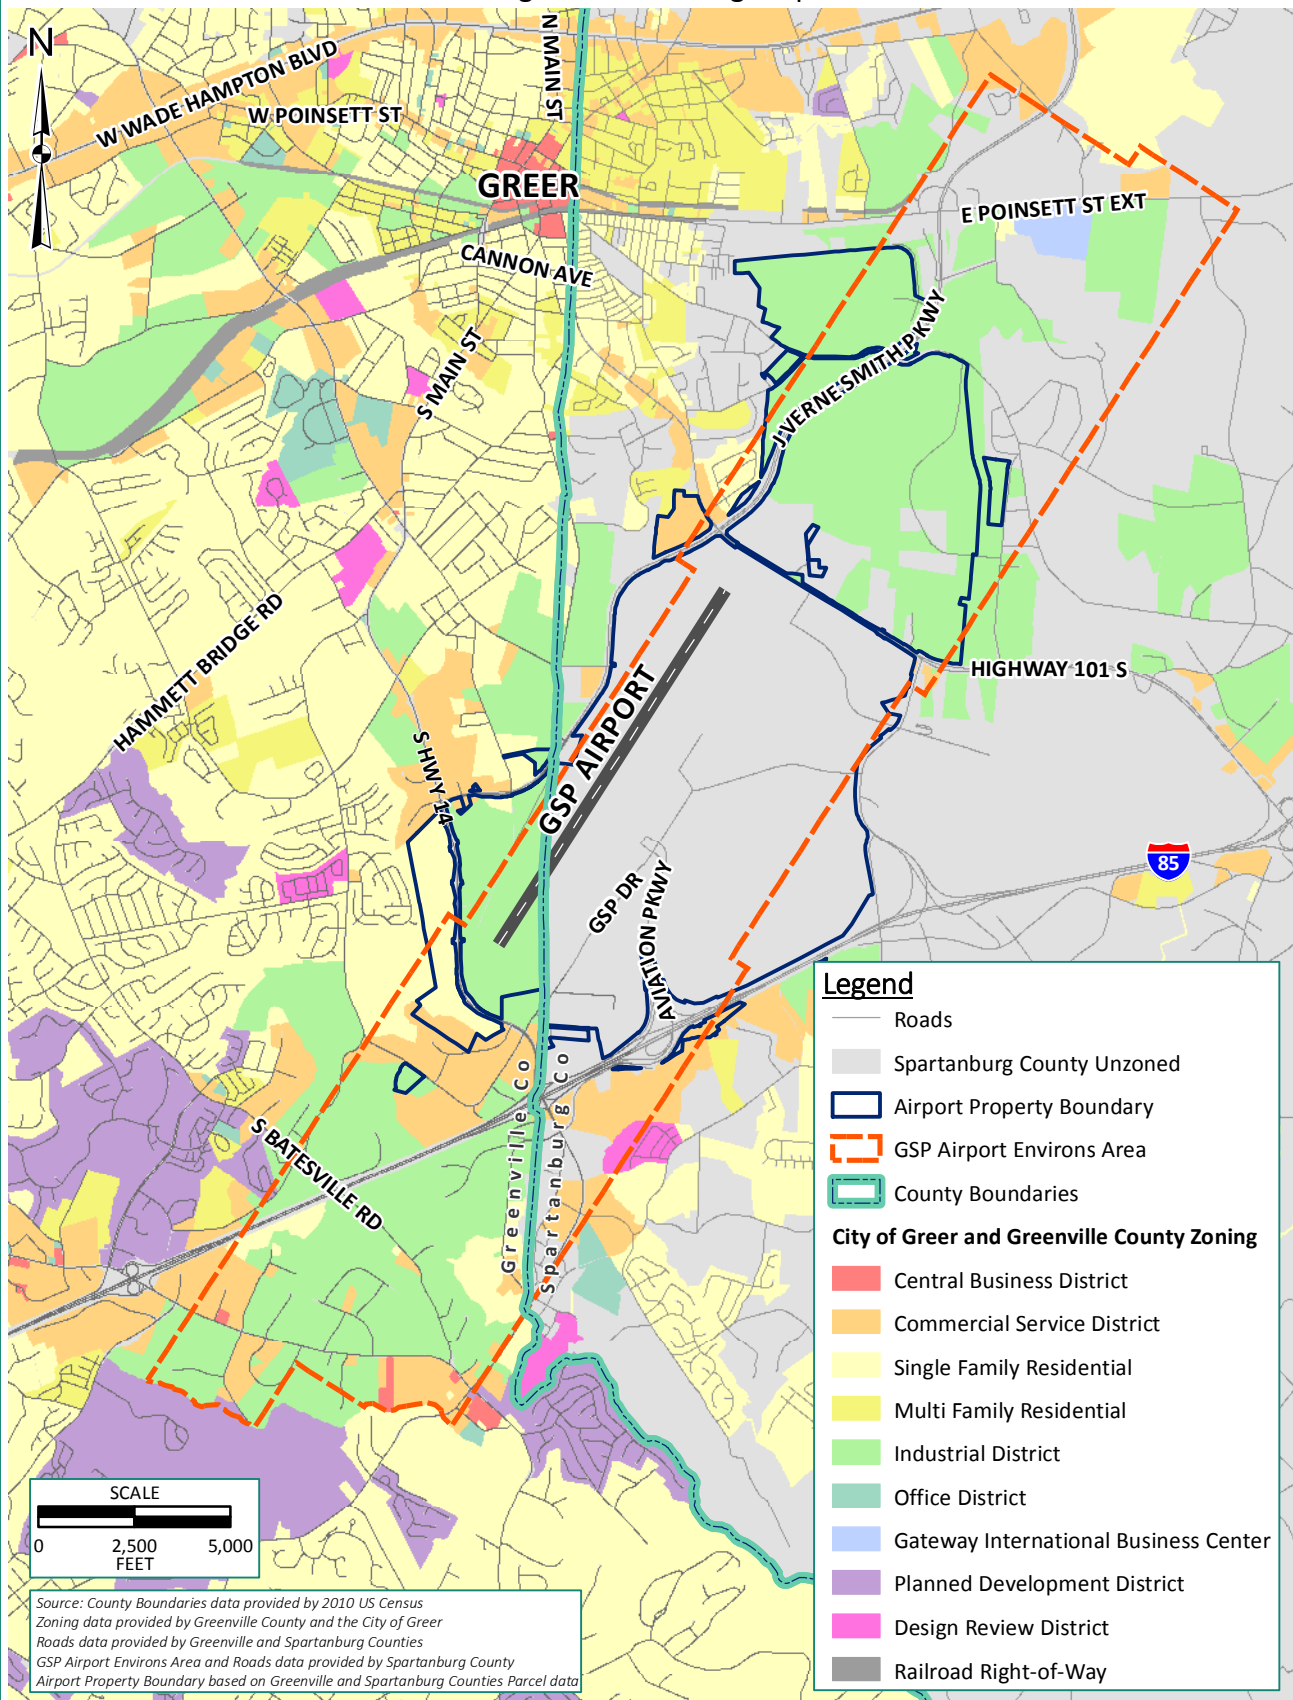 N
W WADE HAMPTON BLVD
W POINSETT ST
N MAIN ST
GREER
CANNON AVE
S MAIN ST
E POINSETT ST EXT
J VERNE SMITH PKWY
HAMMETT BRIDGE RD
S HWY 14
GSP AIRPORT
HIGHWAY 101 S
GSP DR
AVIATION PKWY
85
S BATESVILLE RD
Greenville Co
Spartanburg Co
Legend
Roads
Spartanburg County Unzoned
Airport Property Boundary
GSP Airport Environs Area
County Boundaries
City of Greer and Greenville County Zoning
Central Business District
Commercial Service District
Single Family Residential
Multi Family Residential
Industrial District
Office District
Gateway International Business Center
Planned Development District
Design Review District
Railroad Right-of-Way
SCALE
0 2,500 5,000
FEET
Source: County Boundaries data provided by 2010 US Census
Zoning data provided by Greenville County and the City of Greer
Roads data provided by Greenville and Spartanburg Counties
GSP Airport Environs Area and Roads data provided by Spartanburg County
Airport Property Boundary based on Greenville and Spartanburg Counties Parcel data